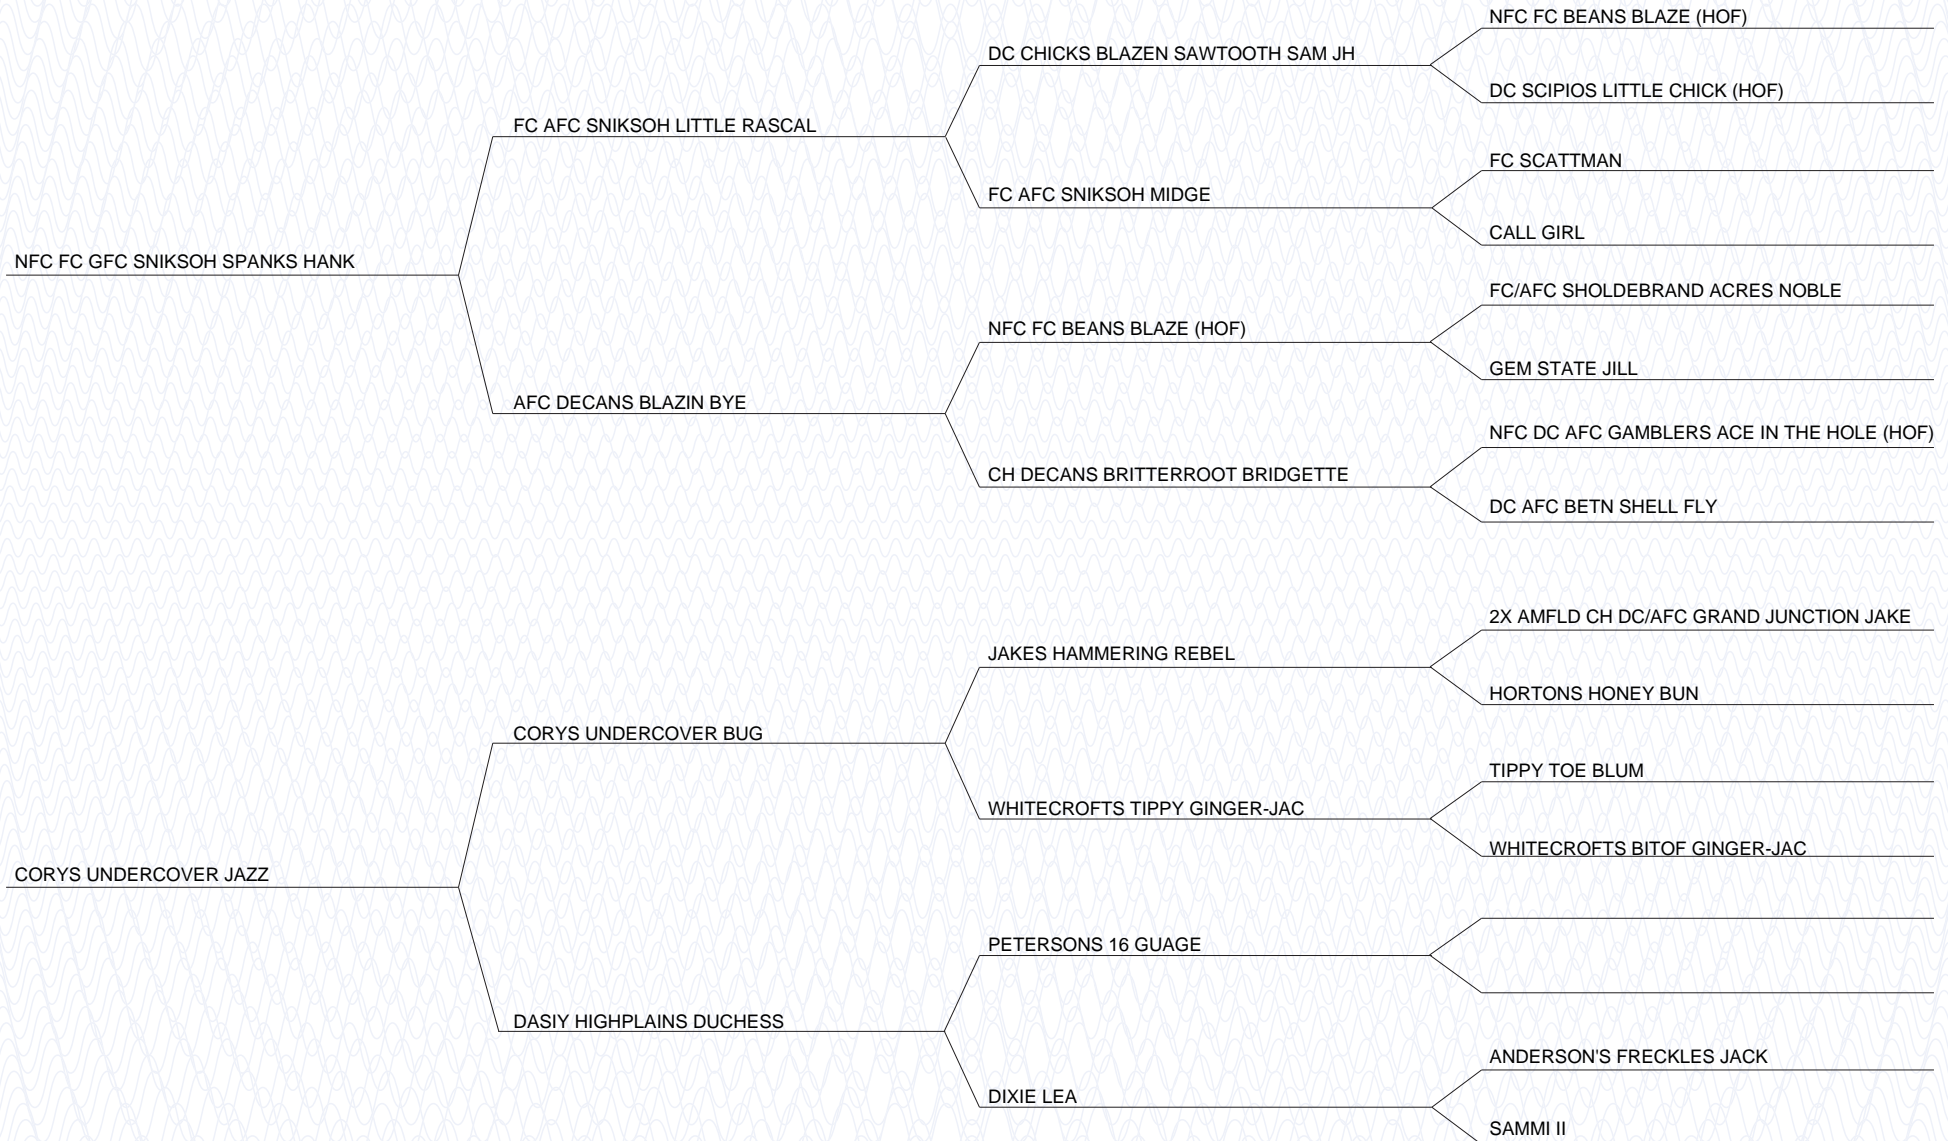 NFC FC BEANS BLAZE (HOF)
DC CHICKS BLAZEN SAWTOOTH SAM JH
DC SCIPIOS LITTLE CHICK (HOF)
FC AFC SNIKSOH LITTLE RASCAL
FC SCATTMAN
FC AFC SNIKSOH MIDGE
CALL GIRL
NFC FC GFC SNIKSOH SPANKS HANK
FC/AFC SHOLDEBRAND ACRES NOBLE
NFC FC BEANS BLAZE (HOF)
GEM STATE JILL
AFC DECANS BLAZIN BYE
NFC DC AFC GAMBLERS ACE IN THE HOLE (HOF)
CH DECANS BRITTERROOT BRIDGETTE
DC AFC BETN SHELL FLY
2X AMFLD CH DC/AFC GRAND JUNCTION JAKE
JAKES HAMMERING REBEL
HORTONS HONEY BUN
CORYS UNDERCOVER BUG
TIPPY TOE BLUM
WHITECROFTS TIPPY GINGER-JAC
WHITECROFTS BITOF GINGER-JAC
CORYS UNDERCOVER JAZZ
PETERSONS 16 GUAGE
DASIY HIGHPLAINS DUCHESS
ANDERSON'S FRECKLES JACK
DIXIE LEA
SAMMI II